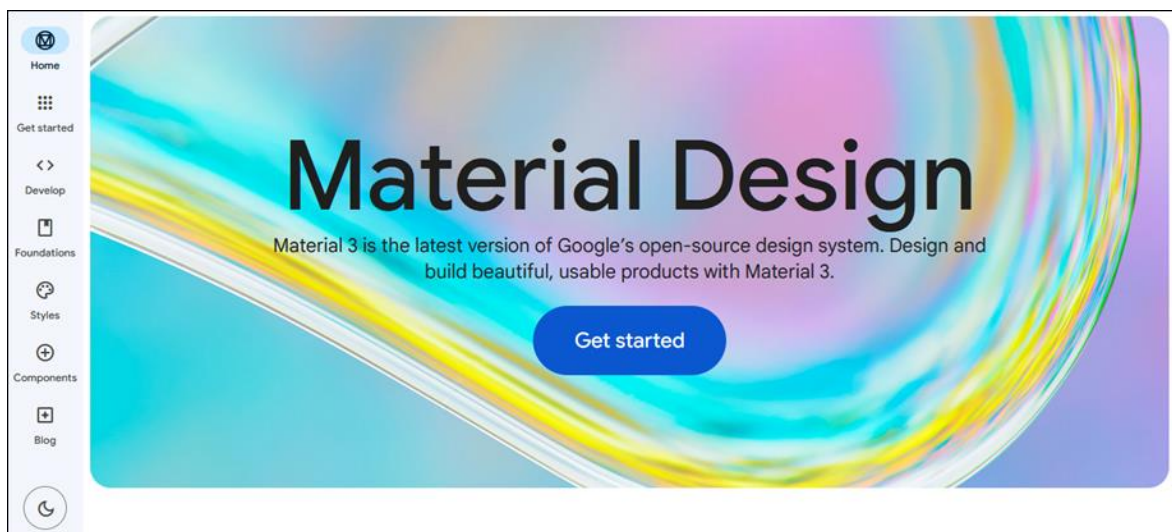 Home
Get started
Develop
Foundations
Styles
Components
Blog
Material Design
Material 3 is the latest version of Google's open-source design system. Design and
build beautiful, usable products with Material 3.
Get started